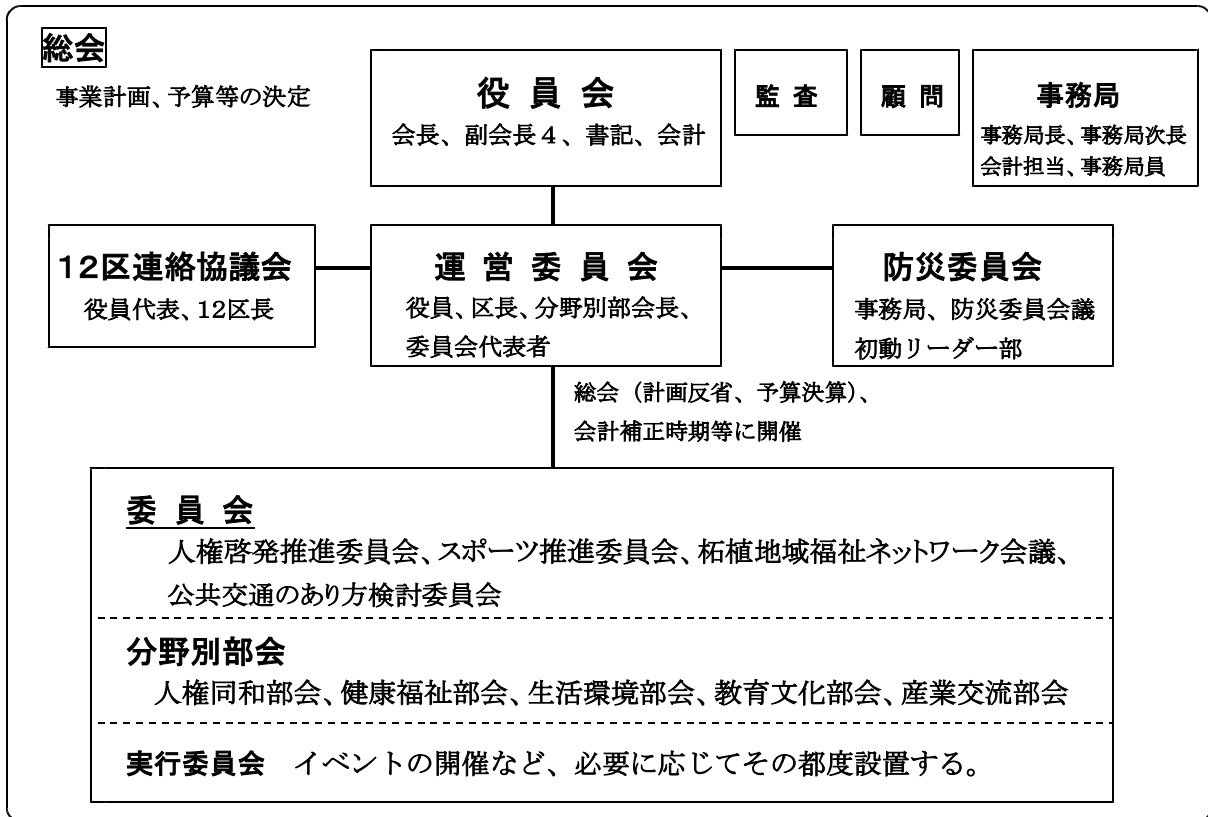 総会
事業計画、予算等の決定
役員会
会長、副会長４、書記、会計
監査
顧問
事務局
事務局長、事務局次長
会計担当、事務局員
12区連絡協議会
役員代表、12区長
運営委員会
役員、区長、分野別部会長、
委員会代表者
防災委員会
事務局、防災委員会議
初動リーダー部
総会（計画反省、予算決算）、
会計補正時期等に開催
委員会
人権啓発推進委員会、スポーツ推進委員会、柘植地域福祉ネットワーク会議、
公共交通のあり方検討委員会
分野別部会
人権同和部会、健康福祉部会、生活環境部会、教育文化部会、産業交流部会
実行委員会　イベントの開催など、必要に応じてその都度設置する。